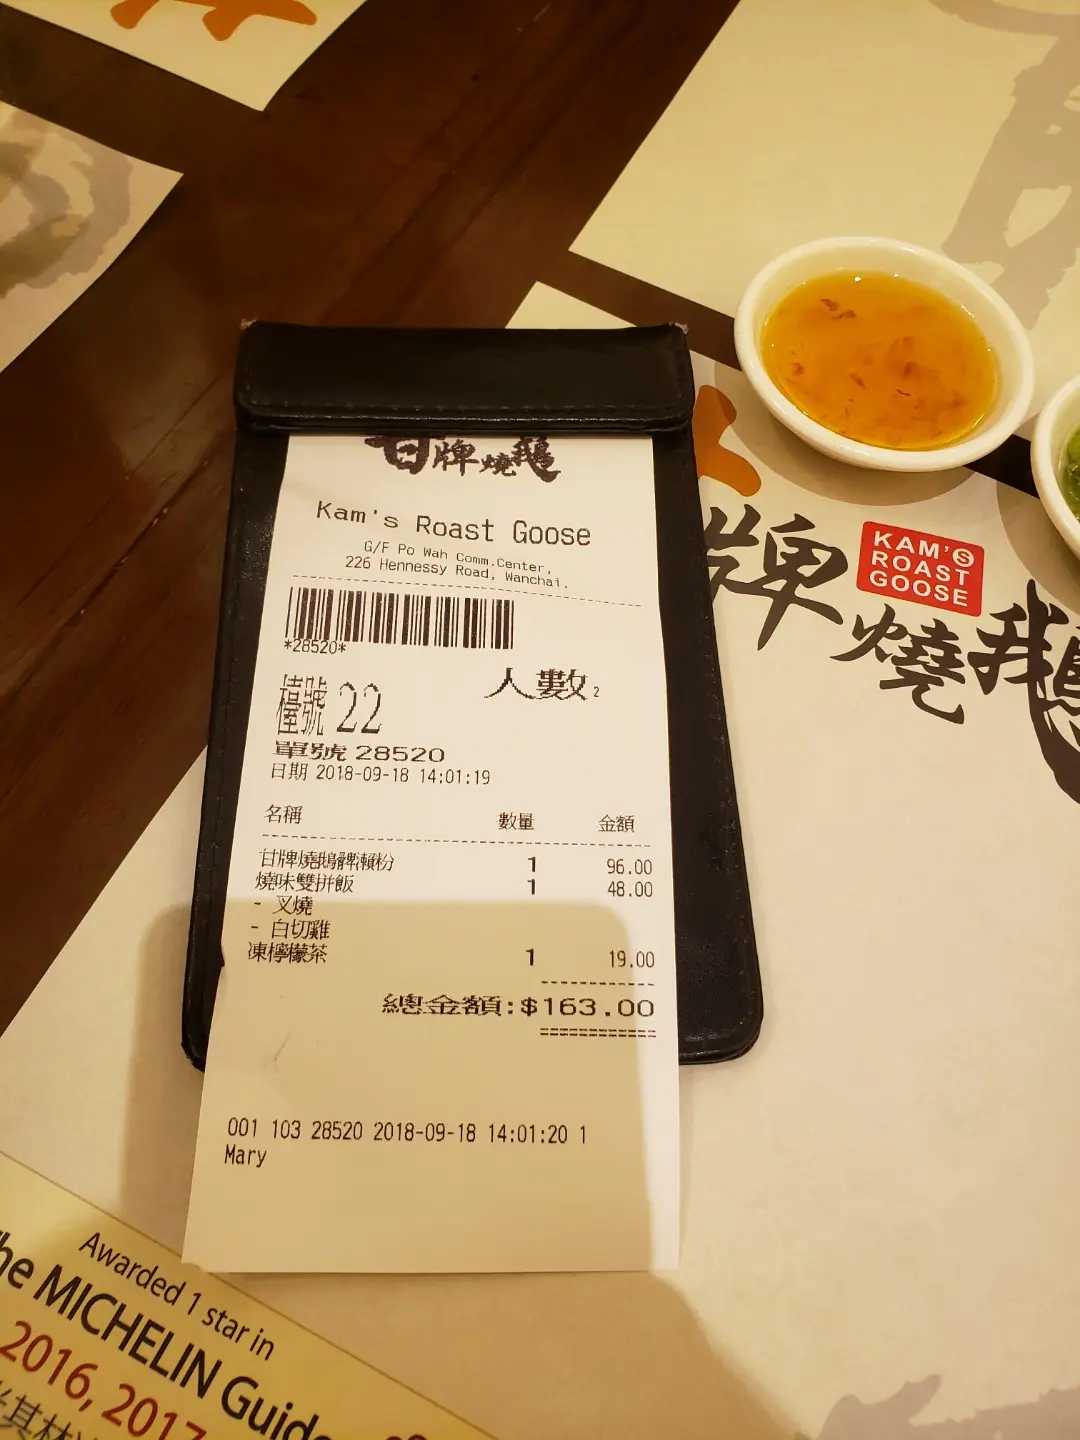 甘牌燒鵝
Kam's Roast Goose
G/F Po Wah Comm.Center,
226 Hennessy Road, Wanchai.
*28520*
人數 2
檯號 22
單號 28520
日期 2018-09-18 14:01:19
名稱 數量 金額
甘牌燒鵝髀瀨粉 1 96.00
燒味雙拼飯 1 48.00
- 叉燒
- 白切雞
凍檸檬茶 1 19.00
總金額:$163.00
001 103 28520 2018-09-18 14:01:20 1
Mary
牌燒鵝
KAM'S
ROAST
GOOSE
Awarded 1 star in
The MICHELIN Guide
2016, 2017